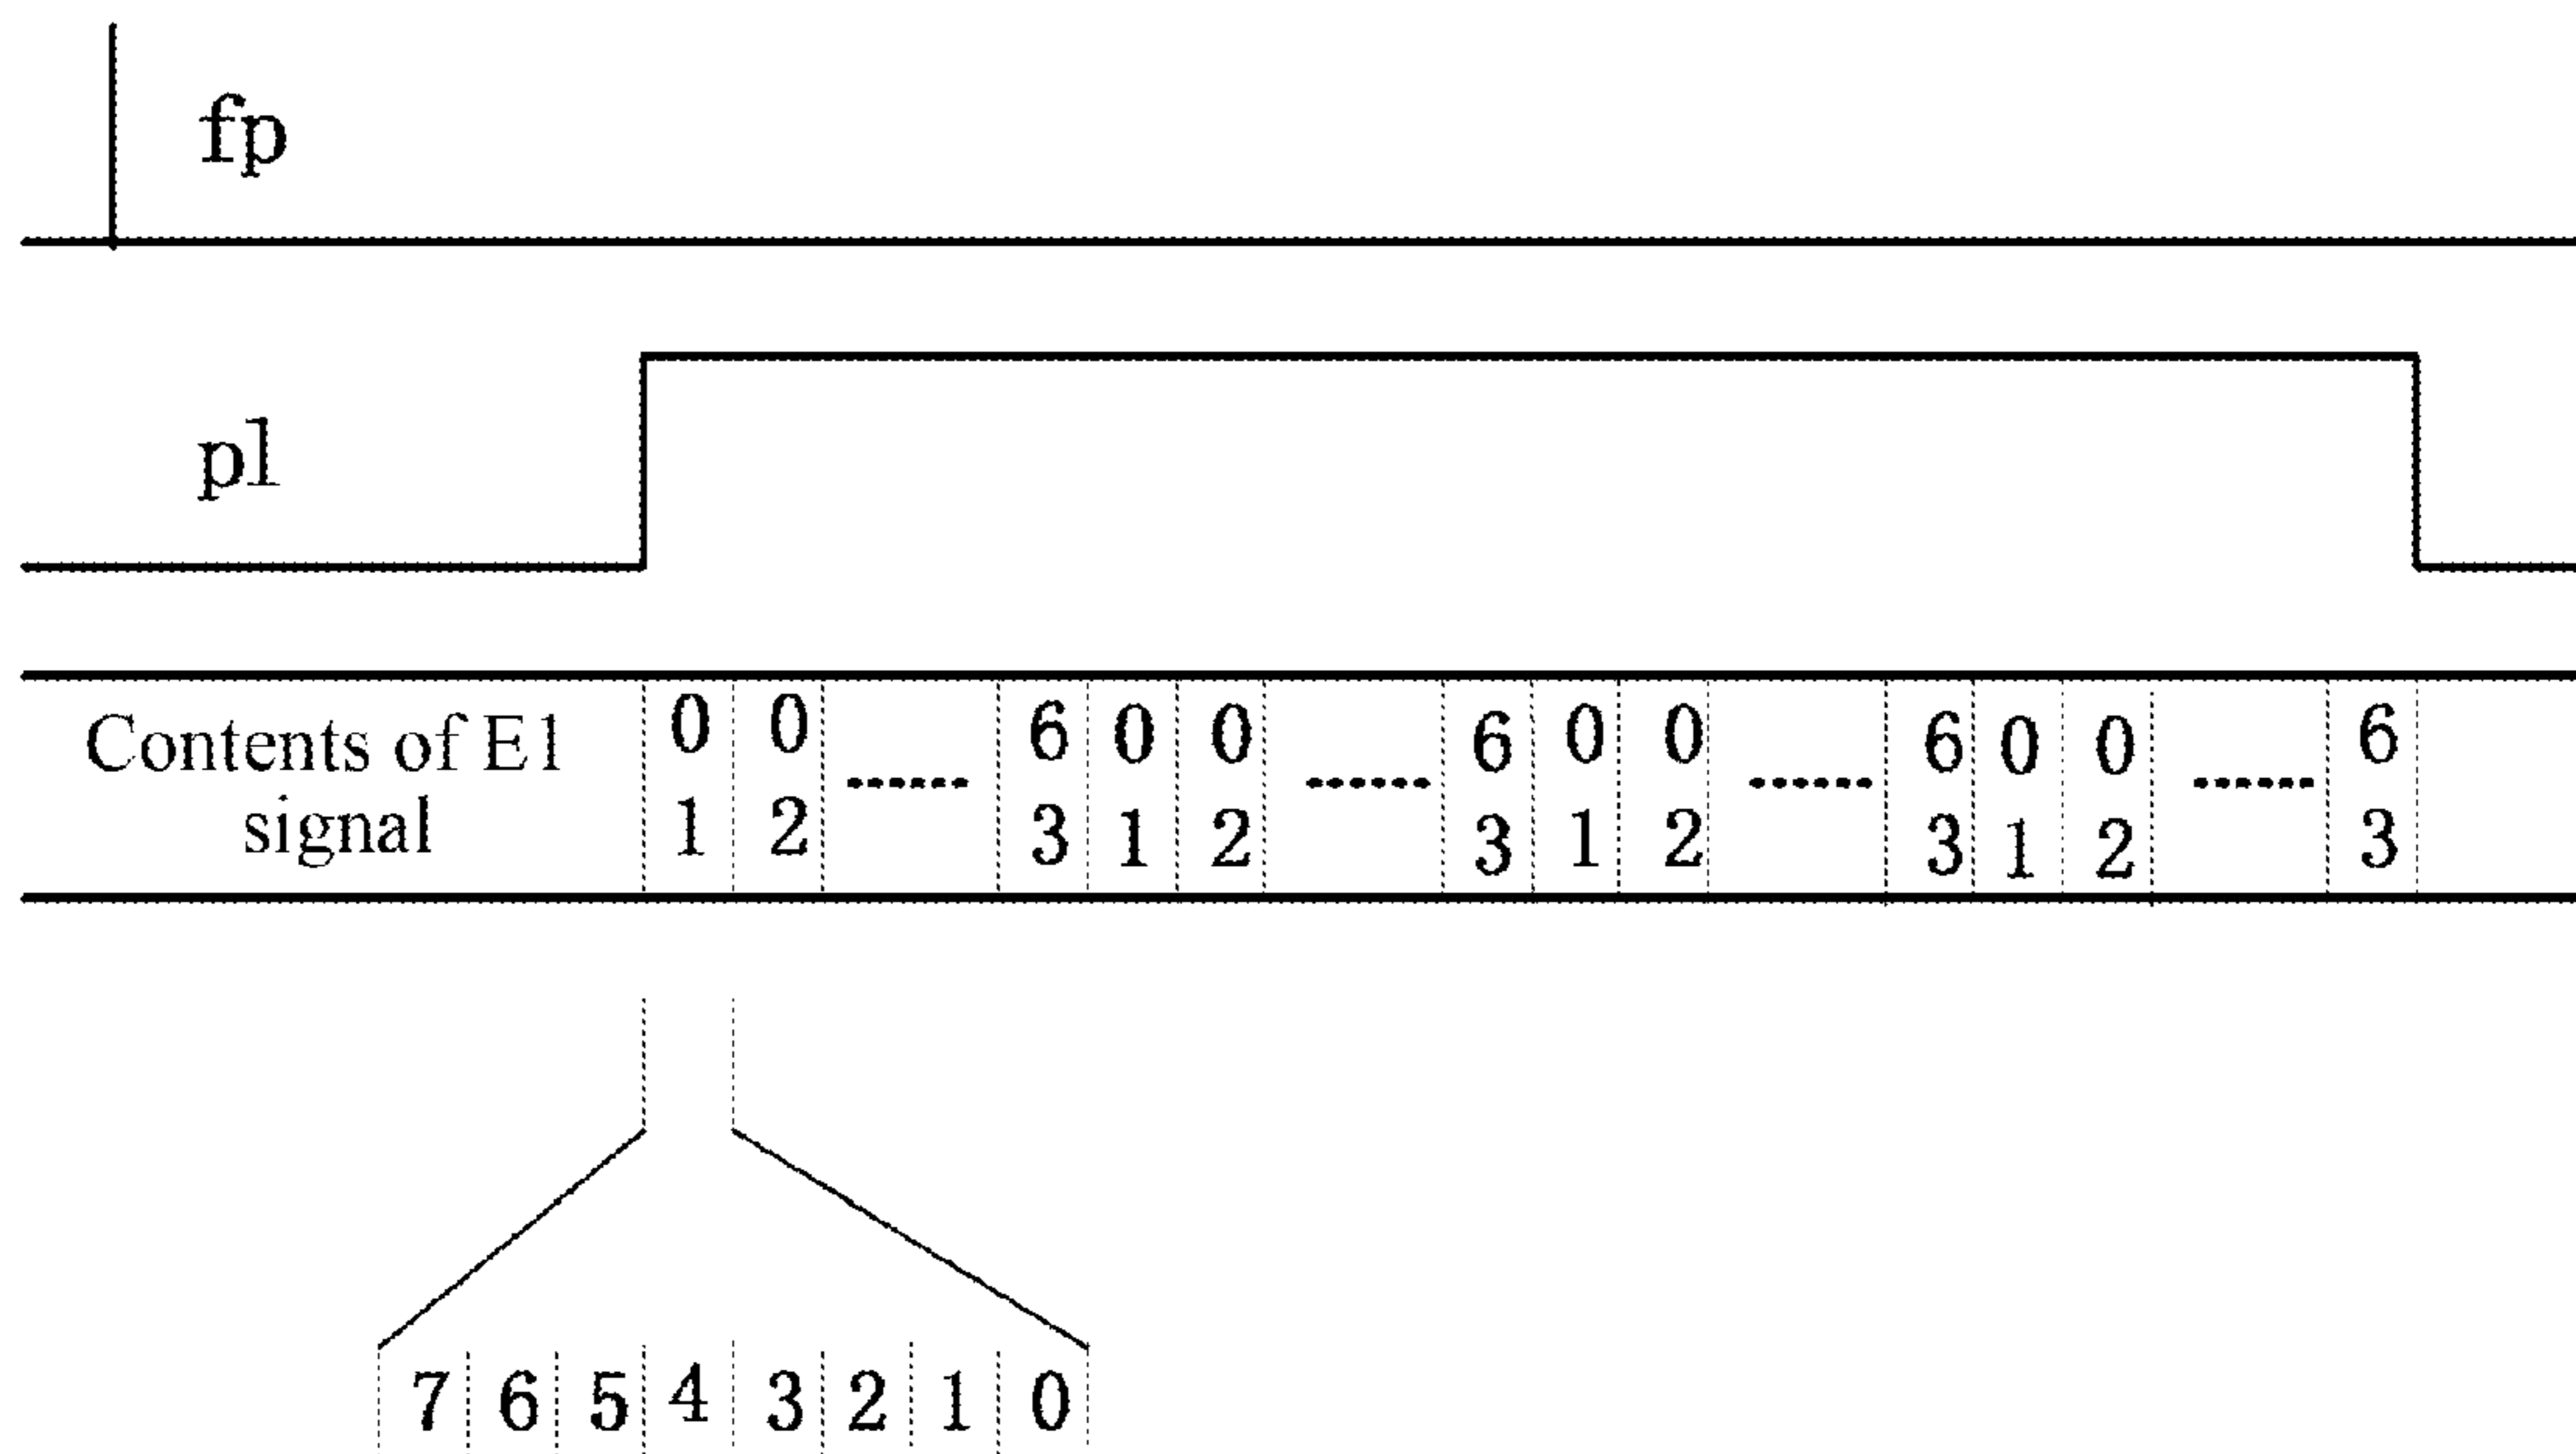 fp
pl
Contents of E1 0 0 ...... 6 0 0 ...... 6 0 0 ...... 6 0 0 ...... 6
signal 1 2 3 1 2 3 1 2 3 1 2 3
7 6 5 4 3 2 1 0